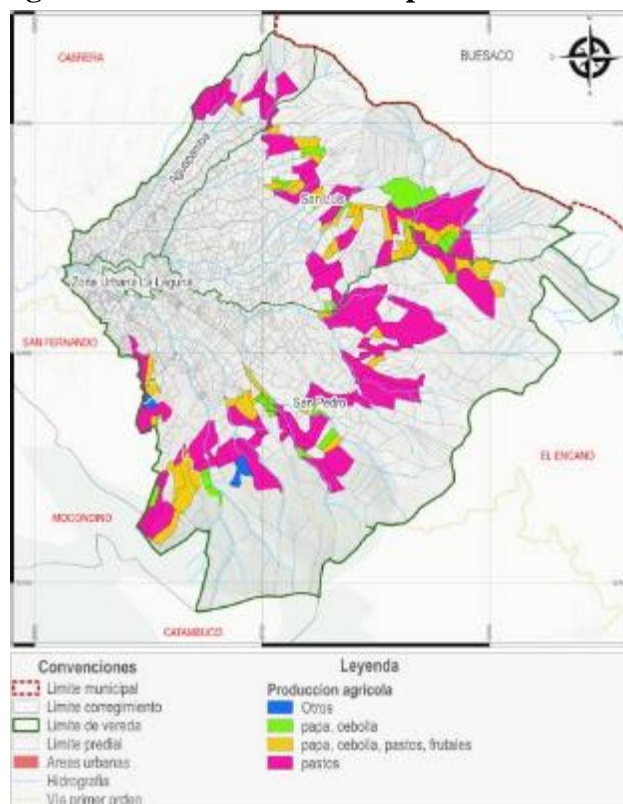 CABRERA
BUESACO
Aguapamba
San Luis
Zona Urbana La Laguna
SAN FERNANDO
San Pedro
EL ENCANO
MOCONDINO
CATAMBUCO
Convenciones
Limite municipal
Limite corregimiento
Limite de vereda
Limite predial
Areas urbanas
Hidrografia
Via primer orden
Leyenda
Produccion agricola
Otros
papa, cebolla
papa, cebolla, pastos, frutales
pastos